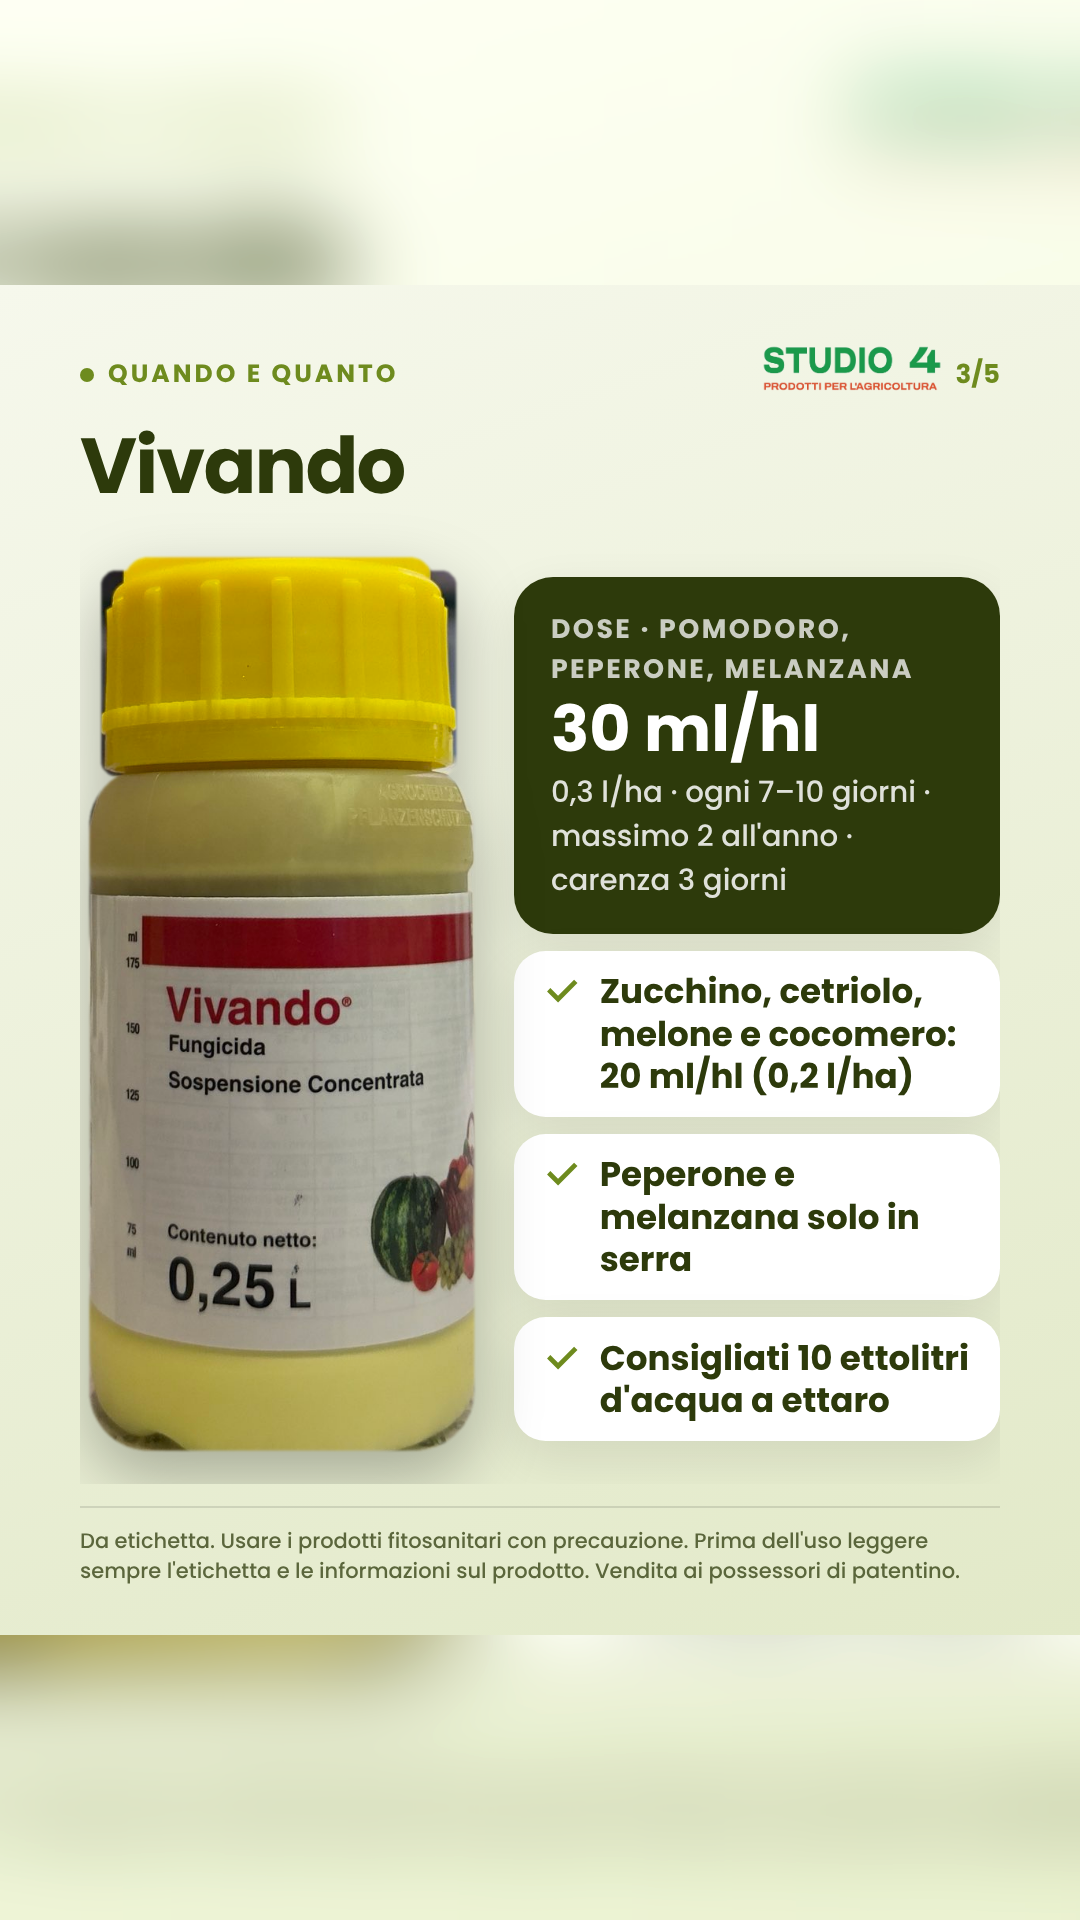 QUANDO E QUANTO
STUDIO 4
PRODOTTI PER L'AGRICOLTURA
3/5
Vivando
DOSE · POMODORO,
PEPERONE, MELANZANA
30 ml/hl
0,3 l/ha · ogni 7–10 giorni ·
massimo 2 all'anno ·
carenza 3 giorni
Zucchino, cetriolo,
melone e cocomero:
20 ml/hl (0,2 l/ha)
Peperone e
melanzana solo in
serra
Consigliati 10 ettolitri
d'acqua a ettaro
ml
175
150
125
100
75
ml
Vivando®
Fungicida
Sospensione Concentrata
Contenuto netto:
0,25 L
Da etichetta. Usare i prodotti fitosanitari con precauzione. Prima dell'uso leggere
sempre l'etichetta e le informazioni sul prodotto. Vendita ai possessori di patentino.